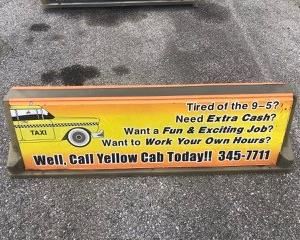 Tired of the 9–5?
Need Extra Cash?
Want a Fun & Exciting Job?
Want to Work Your Own Hours?
TAXI
Well, Call Yellow Cab Today!! 345-7711